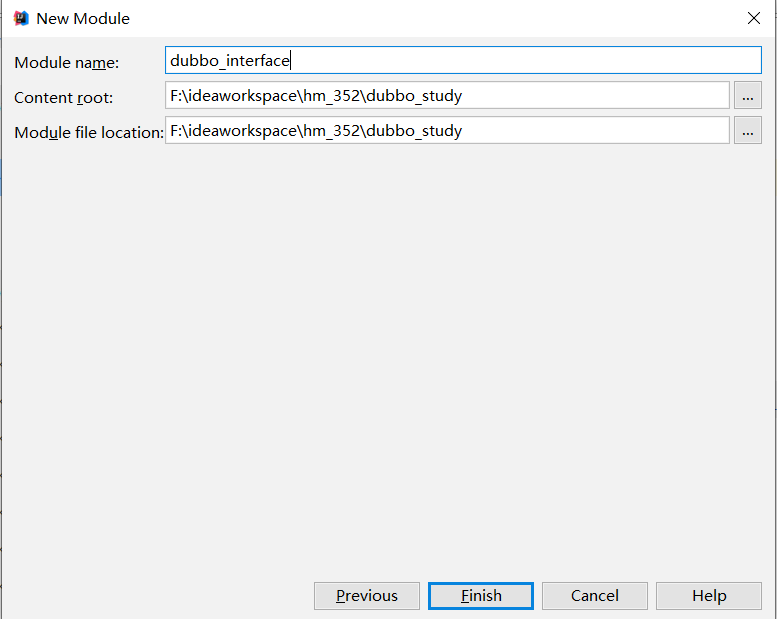 New Module
Module name: dubbo_interface
Content root: F:\ideaworkspace\hm_352\dubbo_study ...
Module file location: F:\ideaworkspace\hm_352\dubbo_study ...
Previous Finish Cancel Help